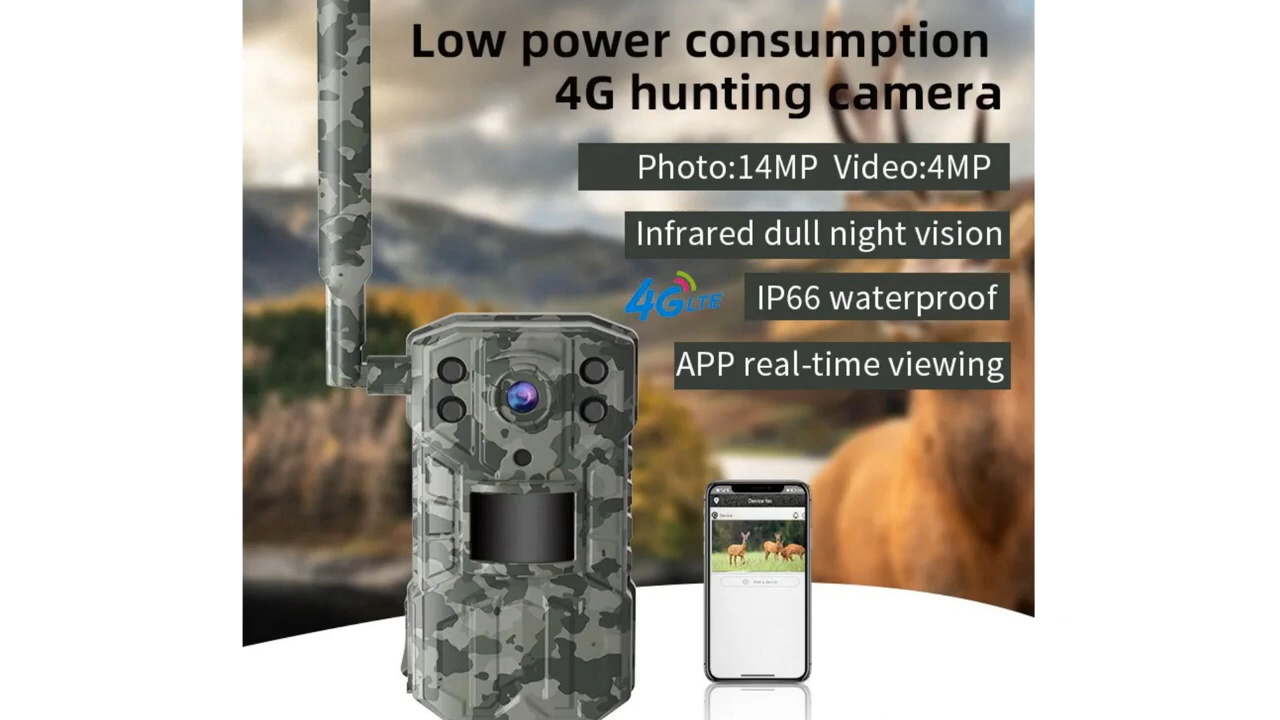 Low power consumption
4G hunting camera
Photo:14MP  Video:4MP
Infrared dull night vision
4G LTE
IP66 waterproof
APP real-time viewing
Device